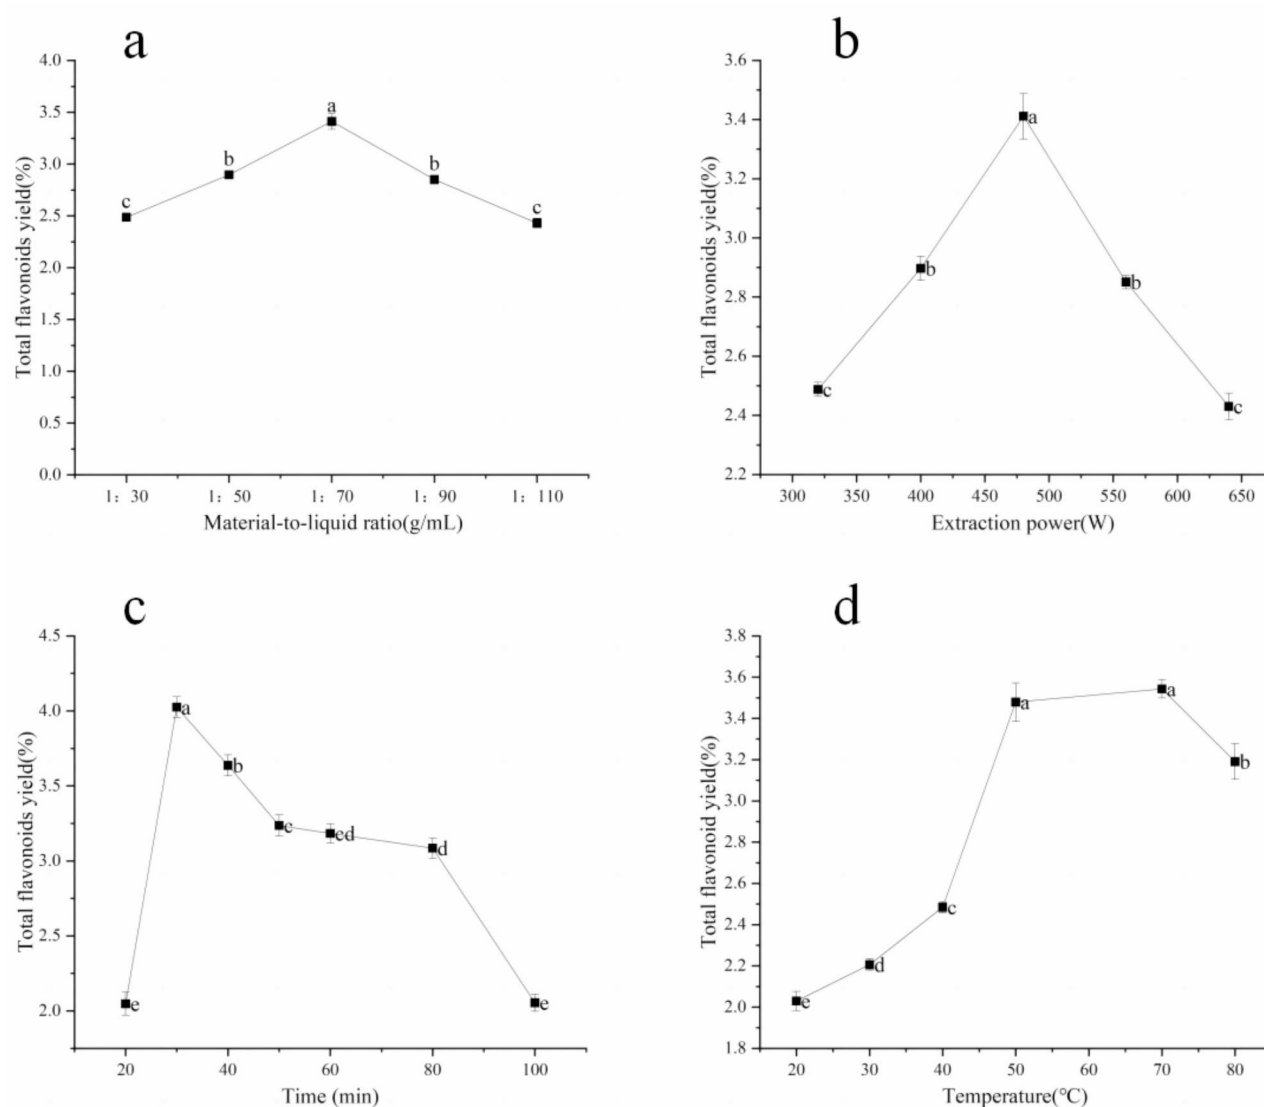 a
4.0
3.5
3.0
2.5
2.0
1.5
1.0
0.5
0.0
Total flavonoids yield(%)
c
b
a
b
c
1: 30 1: 50 1: 70 1: 90 1: 110
Material-to-liquid ratio(g/mL)
b
3.6
3.4
3.2
3.0
2.8
2.6
2.4
2.2
Total flavonoids yield(%)
c
b
a
b
c
300 350 400 450 500 550 600 650
Extraction power(W)
c
4.5
4.0
3.5
3.0
2.5
2.0
Total flavonoids yield(%)
e
a
b
c
cd
d
e
20 40 60 80 100
Time (min)
d
3.8
3.6
3.4
3.2
3.0
2.8
2.6
2.4
2.2
2.0
1.8
Total flavonoid yield(%)
e
d
c
a
a
b
20 30 40 50 60 70 80
Temperature(℃)